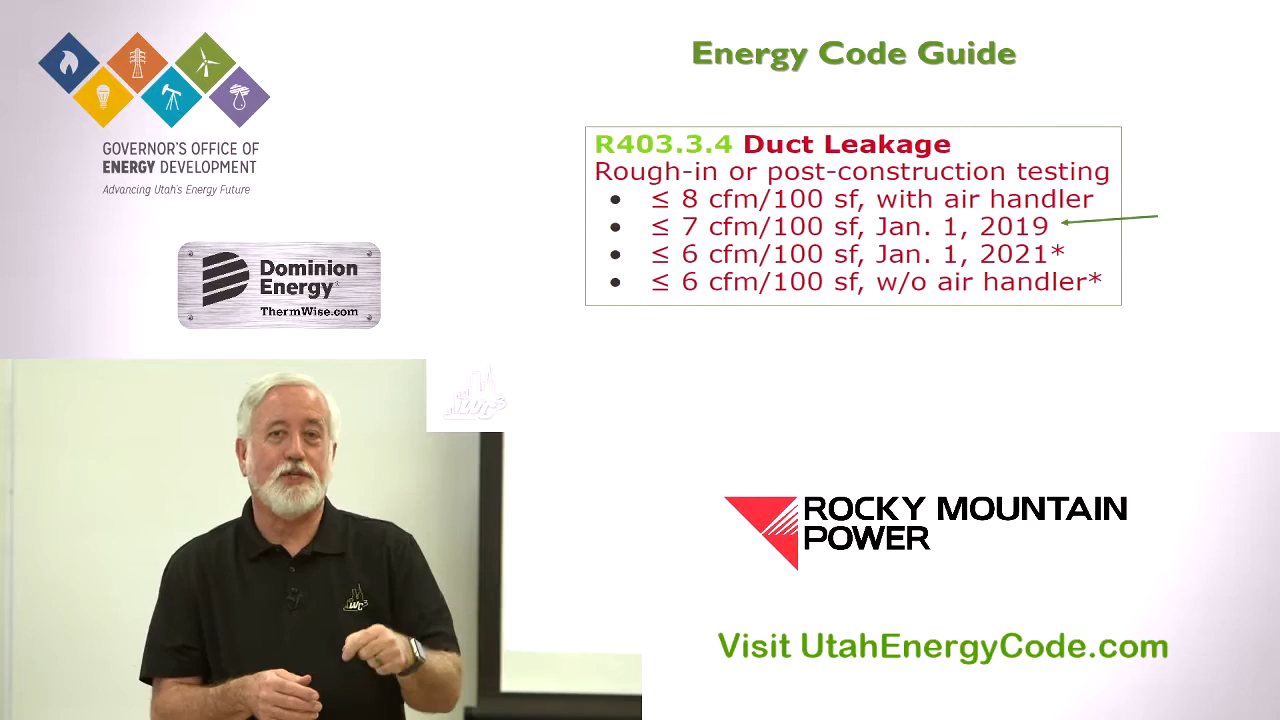 Energy Code Guide
GOVERNOR'S OFFICE OF
ENERGY DEVELOPMENT
Advancing Utah's Energy Future
R403.3.4 Duct Leakage
Rough-in or post-construction testing
• ≤ 8 cfm/100 sf, with air handler
• ≤ 7 cfm/100 sf, Jan. 1, 2019
• ≤ 6 cfm/100 sf, Jan. 1, 2021*
• ≤ 6 cfm/100 sf, w/o air handler*
Dominion
Energy®
ThermWise.com
WC3
WC3
ROCKY MOUNTAIN
POWER
Visit UtahEnergyCode.com